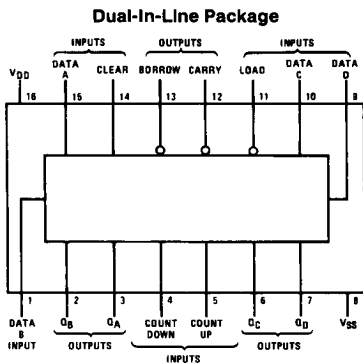 Dual-In-Line Package
INPUTS OUTPUTS INPUTS
VDD DATA A CLEAR BORROW CARRY LOAD DATA C DATA D
16 15 14 13 12 11 10 9
1 2 3 4 5 6 7 8
DATA B INPUT QB QA COUNT DOWN COUNT UP QC QD VSS
OUTPUTS INPUTS OUTPUTS